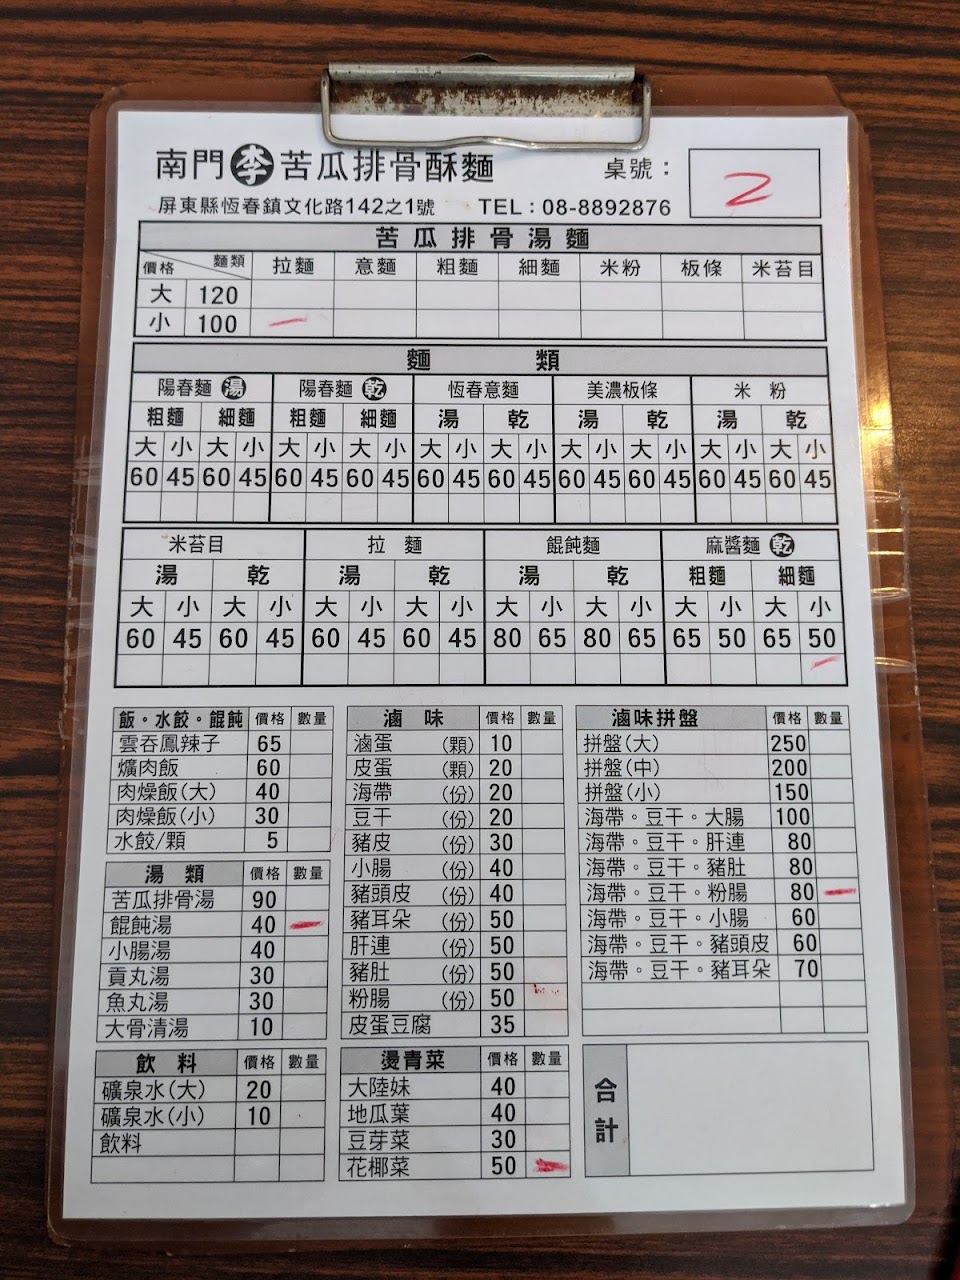 南門李苦瓜排骨酥麵 桌號： 2
屏東縣恆春鎮文化路142之1號 TEL：08-8892876
苦瓜排骨湯麵
價格 麵類 拉麵 意麵 粗麵 細麵 米粉 板條 米苔目
大 120
小 100
麵 類
陽春麵 湯 陽春麵 乾 恆春意麵 美濃板條 米 粉
粗麵 細麵 粗麵 細麵 湯 乾 湯 乾 湯 乾
大 小 大 小 大 小 大 小 大 小 大 小 大 小 大 小 大 小 大 小
60 45 60 45 60 45 60 45 60 45 60 45 60 45 60 45 60 45 60 45
米苔目 拉 麵 餛飩麵 麻醬麵 乾
湯 乾 湯 乾 湯 乾 粗麵 細麵
大 小 大 小 大 小 大 小 大 小 大 小 大 小 大 小
60 45 60 45 60 45 60 45 80 65 80 65 65 50 65 50
飯。水餃。餛飩 價格 數量
雲吞鳳辣子 65
爌肉飯 60
肉燥飯(大) 40
肉燥飯(小) 30
水餃/顆 5
湯 類 價格 數量
苦瓜排骨湯 90
餛飩湯 40
小腸湯 40
貢丸湯 30
魚丸湯 30
大骨清湯 10
飲 料 價格 數量
礦泉水(大) 20
礦泉水(小) 10
飲料
滷 味 價格 數量
滷蛋 (顆) 10
皮蛋 (顆) 20
海帶 (份) 20
豆干 (份) 20
豬皮 (份) 30
小腸 (份) 40
豬頭皮 (份) 40
豬耳朵 (份) 50
肝連 (份) 50
豬肚 (份) 50
粉腸 (份) 50
皮蛋豆腐 35
燙青菜 價格 數量
大陸妹 40
地瓜葉 40
豆芽菜 30
花椰菜 50
滷味拼盤 價格 數量
拼盤(大) 250
拼盤(中) 200
拼盤(小) 150
海帶。豆干。大腸 100
海帶。豆干。肝連 80
海帶。豆干。豬肚 80
海帶。豆干。粉腸 80
海帶。豆干。小腸 60
海帶。豆干。豬頭皮 60
海帶。豆干。豬耳朵 70
合計